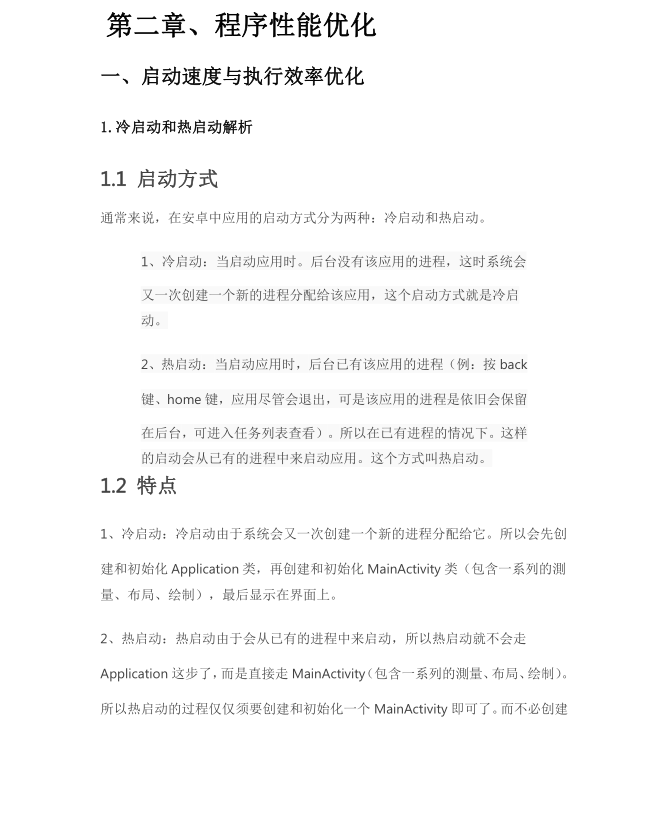 第二章、程序性能优化
一、启动速度与执行效率优化
1. 冷启动和热启动解析
1.1 启动方式
通常来说，在安卓中应用的启动方式分为两种：冷启动和热启动。
1、冷启动：当启动应用时。后台没有该应用的进程，这时系统会
又一次创建一个新的进程分配给该应用，这个启动方式就是冷启
动。
2、热启动：当启动应用时，后台已有该应用的进程（例：按 back
键、home 键，应用尽管会退出，可是该应用的进程是依旧会保留
在后台，可进入任务列表查看）。所以在已有进程的情况下。这样
的启动会从已有的进程中来启动应用。这个方式叫热启动。
1.2 特点
1、冷启动：冷启动由于系统会又一次创建一个新的进程分配给它。所以会先创
建和初始化 Application 类，再创建和初始化 MainActivity 类（包含一系列的測
量、布局、绘制），最后显示在界面上。
2、热启动：热启动由于会从已有的进程中来启动，所以热启动就不会走
Application 这步了，而是直接走 MainActivity（包含一系列的測量、布局、绘制）。
所以热启动的过程仅仅须要创建和初始化一个 MainActivity 即可了。而不必创建